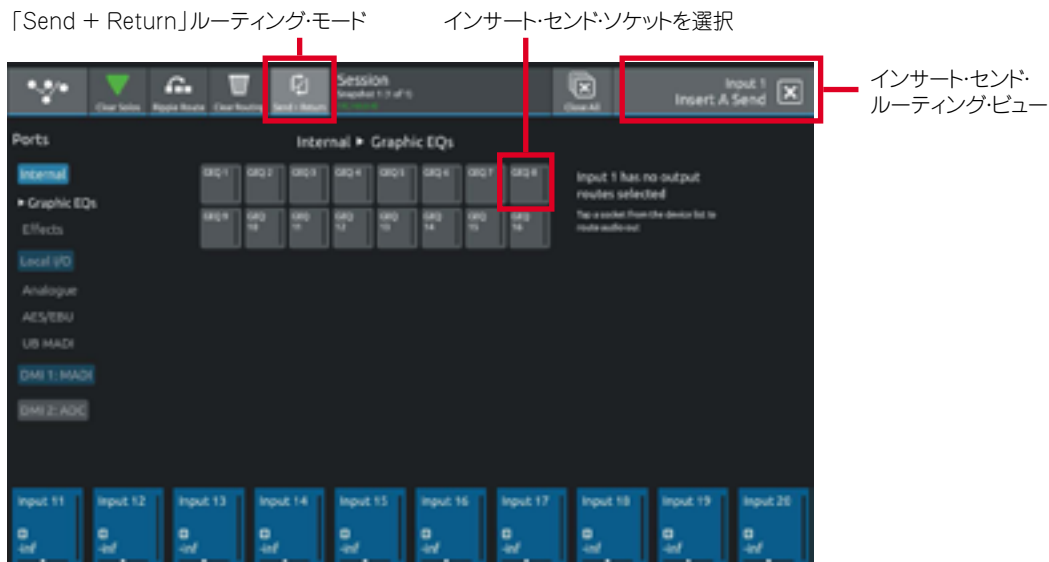 「Send + Return」ルーティング・モード
インサート・センド・ソケットを選択
インサート・センド・
ルーティング・ビュー
Clear Solos
Ripple Route
Clear Routing
Send + Return
Session
Snapshot 1 (1 of 1)
Close All
Input 1
Insert A Send
Ports
Internal ▸ Graphic EQs
Internal
▸ Graphic EQs
Effects
Local I/O
Analogue
AES/EBU
UB MADI
DMI 1: MADI
DMI 2: ADC
GEQ 1
GEQ 2
GEQ 3
GEQ 4
GEQ 5
GEQ 6
GEQ 7
GEQ 8
GEQ 9
GEQ 10
GEQ 11
GEQ 12
GEQ 13
GEQ 14
GEQ 15
GEQ 16
Input 1 has no output
routes selected
Tap a socket from the device list to
route audio out
Input 11
Input 12
Input 13
Input 14
Input 15
Input 16
Input 17
Input 18
Input 19
Input 20
-inf
-inf
-inf
-inf
-inf
-inf
-inf
-inf
-inf
-inf